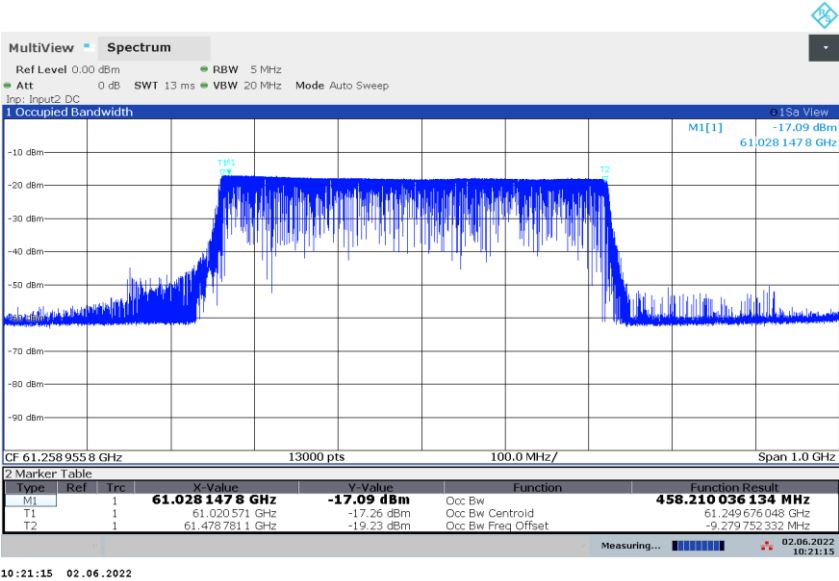 R&S
MultiView Spectrum
Ref Level 0.00 dBm RBW 5 MHz
Att 0 dB SWT 13 ms VBW 20 MHz Mode Auto Sweep
Inp: Input2 DC
1 Occupied Bandwidth 1Sa View
M1[1] -17.09 dBm
61.028 147 8 GHz
-10 dBm
T1 M1
T2
-20 dBm
-30 dBm
-40 dBm
-50 dBm
-60 dBm
-70 dBm
-80 dBm
-90 dBm
CF 61.258 955 8 GHz 13000 pts 100.0 MHz/ Span 1.0 GHz
2 Marker Table
Type Ref Trc X-Value Y-Value Function Function Result
M1 1 61.028 147 8 GHz -17.09 dBm Occ Bw 458.210 036 134 MHz
T1 1 61.020 571 GHz -17.26 dBm Occ Bw Centroid 61.249 676 048 GHz
T2 1 61.478 781 1 GHz -19.23 dBm Occ Bw Freq Offset -9.279 752 332 MHz
Measuring... 02.06.2022
10:21:15
10:21:15 02.06.2022